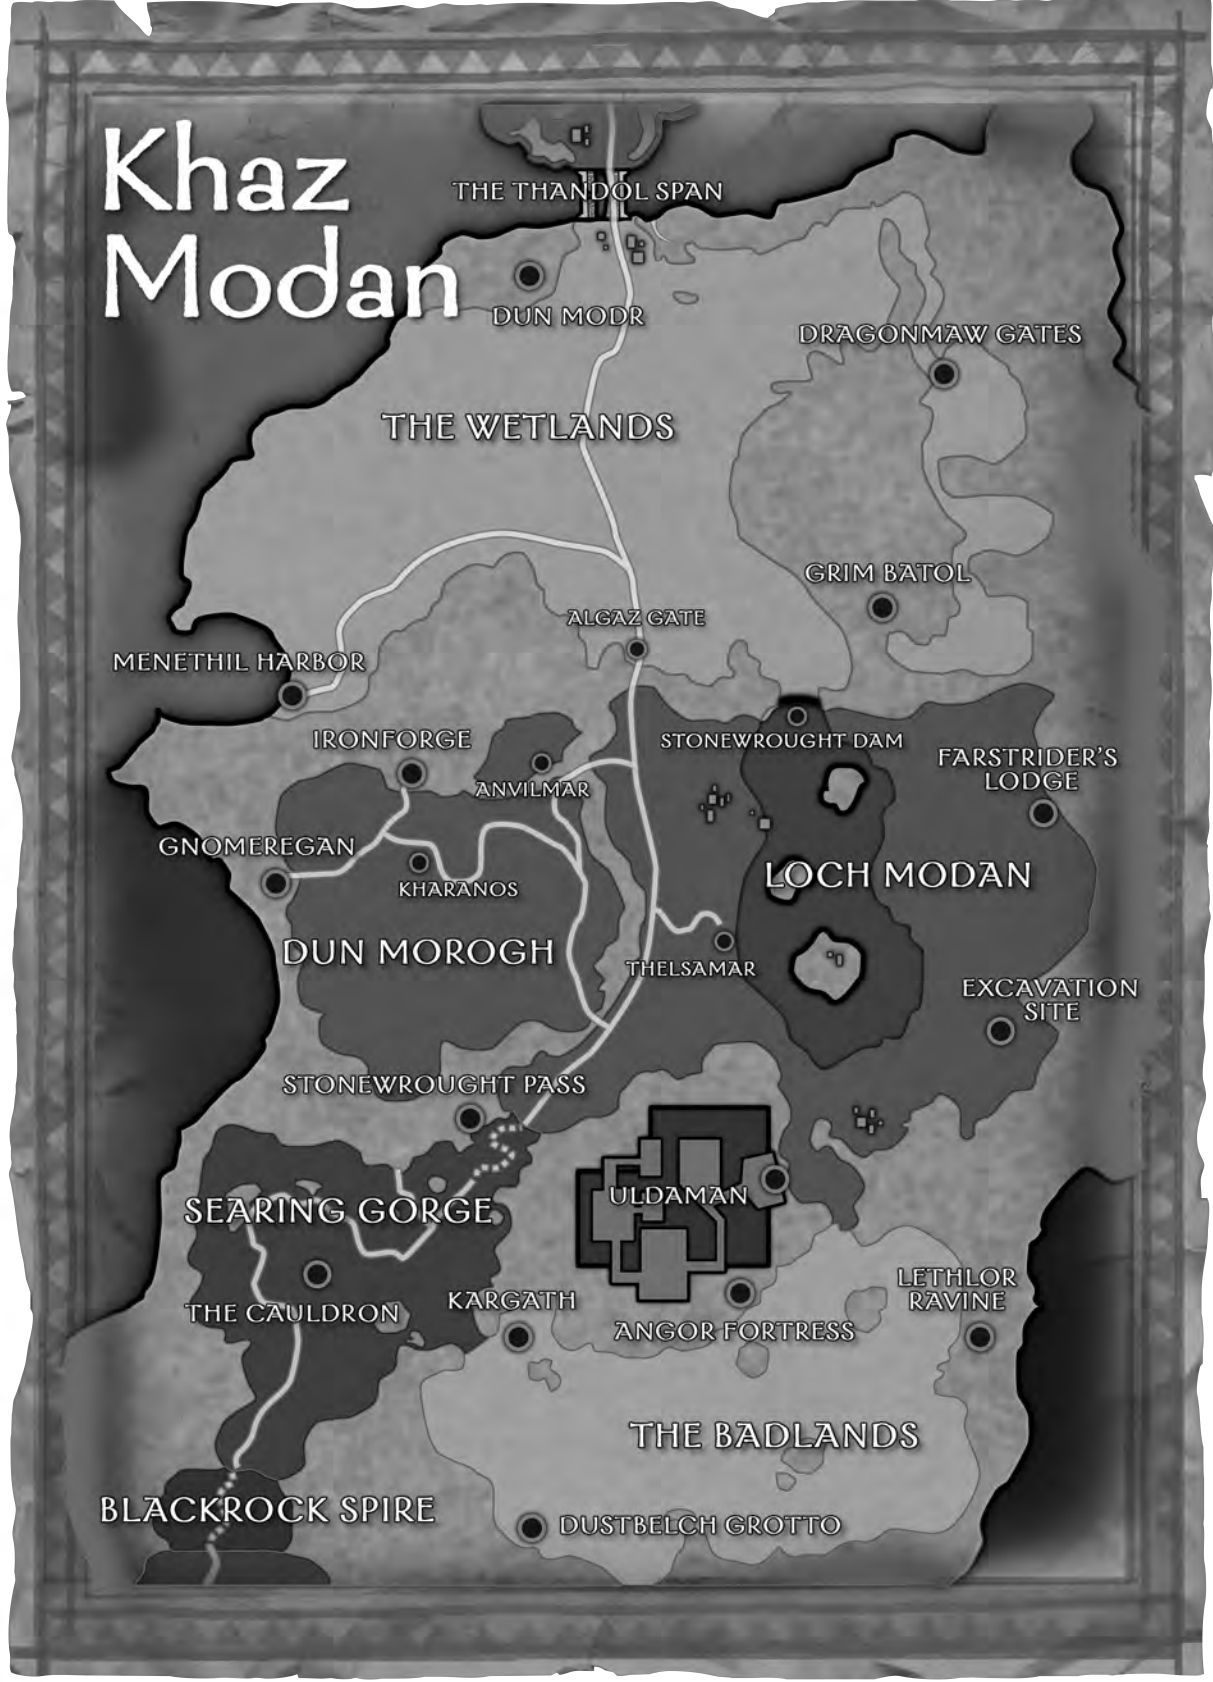 Khaz
Modan
THE THANDOL SPAN
DUN MODR
DRAGONMAW GATES
THE WETLANDS
GRIM BATOL
ALGAZ GATE
MENETHIL HARBOR
IRONFORGE
STONEWROUGHT DAM
FARSTRIDER'S
LODGE
ANVILMAR
GNOMEREGAN
KHARANOS
LOCH MODAN
DUN MOROGH
THELSAMAR
EXCAVATION
SITE
STONEWROUGHT PASS
ULDAMAN
SEARING GORGE
LETHLOR
RAVINE
KARGATH
THE CAULDRON
ANGOR FORTRESS
THE BADLANDS
BLACKROCK SPIRE
DUSTBELCH GROTTO